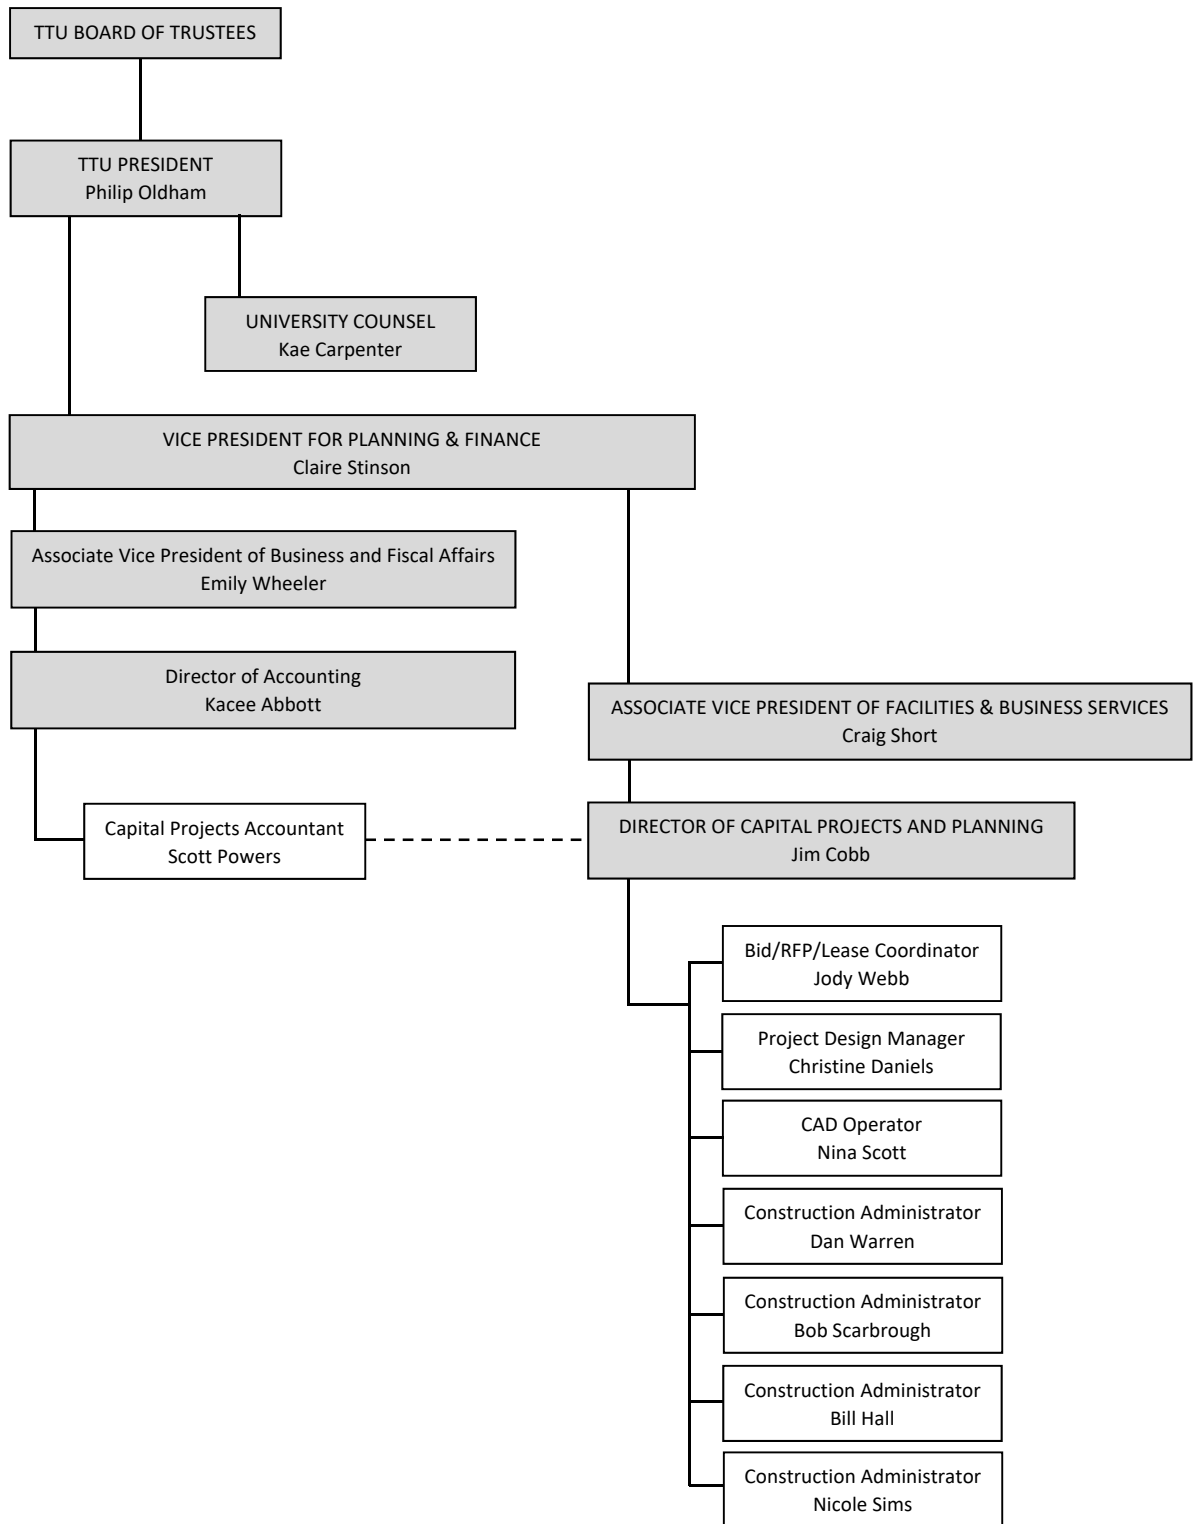 TTU BOARD OF TRUSTEES
TTU PRESIDENT
Philip Oldham
UNIVERSITY COUNSEL
Kae Carpenter
VICE PRESIDENT FOR PLANNING & FINANCE
Claire Stinson
Associate Vice President of Business and Fiscal Affairs
Emily Wheeler
Director of Accounting
Kacee Abbott
ASSOCIATE VICE PRESIDENT OF FACILITIES & BUSINESS SERVICES
Craig Short
Capital Projects Accountant
Scott Powers
DIRECTOR OF CAPITAL PROJECTS AND PLANNING
Jim Cobb
Bid/RFP/Lease Coordinator
Jody Webb
Project Design Manager
Christine Daniels
CAD Operator
Nina Scott
Construction Administrator
Dan Warren
Construction Administrator
Bob Scarbrough
Construction Administrator
Bill Hall
Construction Administrator
Nicole Sims